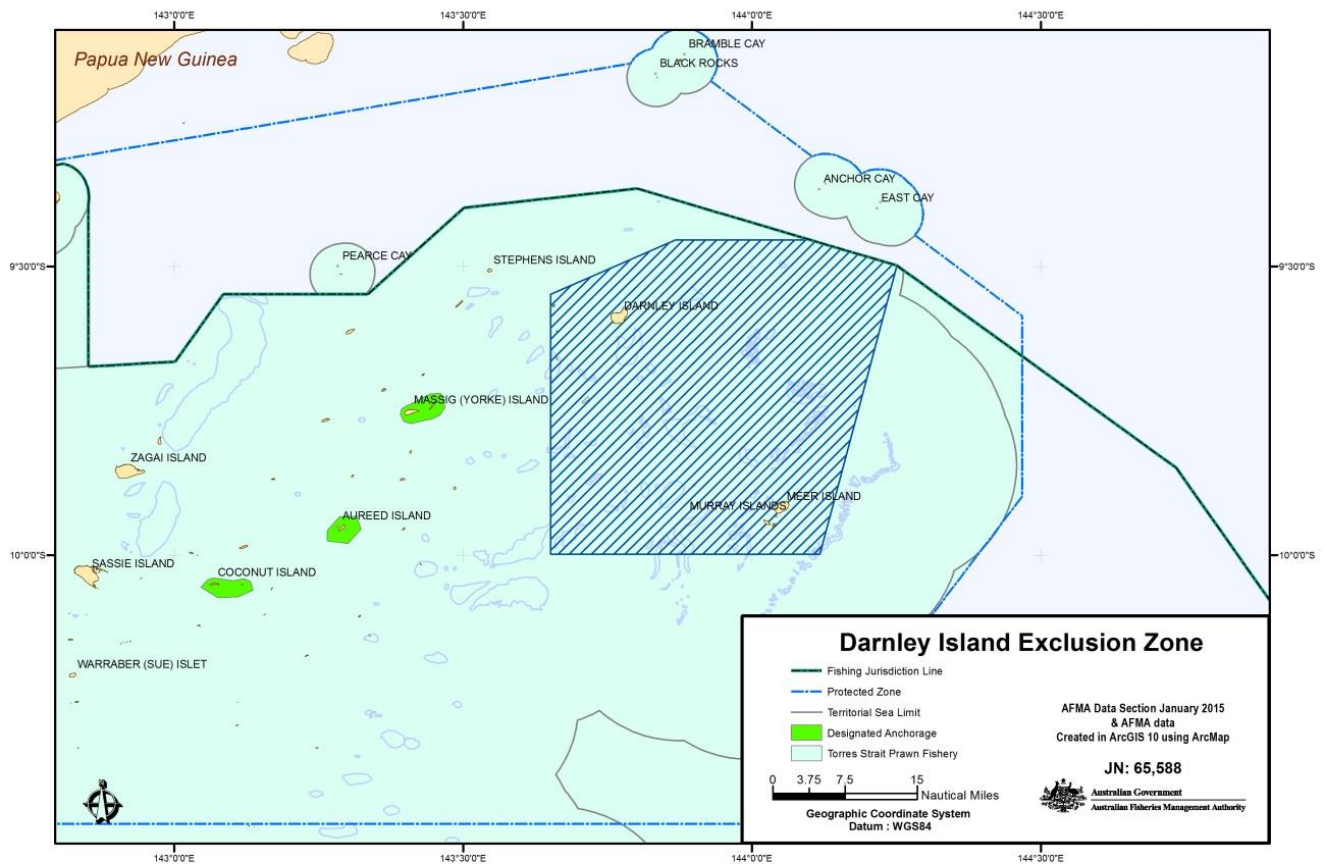 143°0'0"E
143°30'0"E
144°0'0"E
144°30'0"E
Papua New Guinea
BRAMBLE CAY
BLACK ROCKS
ANCHOR CAY
EAST CAY
PEARCE CAY
STEPHENS ISLAND
9°30'0"S
9°30'0"S
DARNLEY ISLAND
MASSIG (YORKE) ISLAND
ZAGAI ISLAND
MEER ISLAND
MURRAY ISLANDS
AUREED ISLAND
10°0'0"S
10°0'0"S
SASSIE ISLAND
COCONUT ISLAND
WARRABER (SUE) ISLET
Darnley Island Exclusion Zone
Fishing Jurisdiction Line
Protected Zone
Territorial Sea Limit
Designated Anchorage
Torres Strait Prawn Fishery
0 3.75 7.5 15
Nautical Miles
Geographic Coordinate System
Datum : WGS84
AFMA Data Section January 2015
& AFMA data
Created in ArcGIS 10 using ArcMap
JN: 65,588
Australian Government
Australian Fisheries Management Authority
143°0'0"E
143°30'0"E
144°0'0"E
144°30'0"E